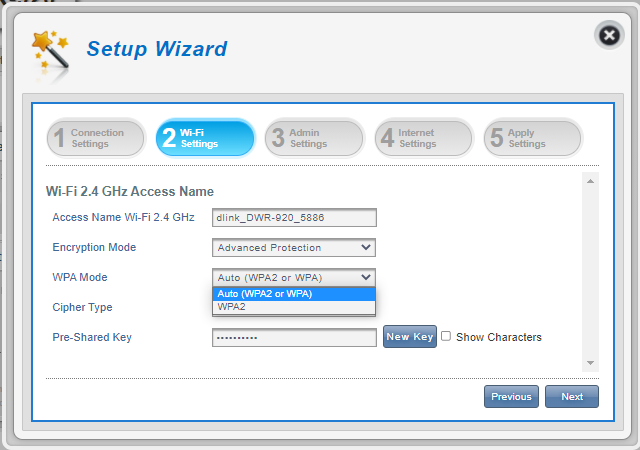 Setup Wizard
1 Connection Settings
2 Wi-Fi Settings
3 Admin Settings
4 Internet Settings
5 Apply Settings
Wi-Fi 2.4 GHz Access Name
Access Name Wi-Fi 2.4 GHz dlink_DWR-920_5886
Encryption Mode Advanced Protection
WPA Mode Auto (WPA2 or WPA)
Auto (WPA2 or WPA)
Cipher Type WPA2
Pre-Shared Key •••••••••• New Key Show Characters
Previous Next